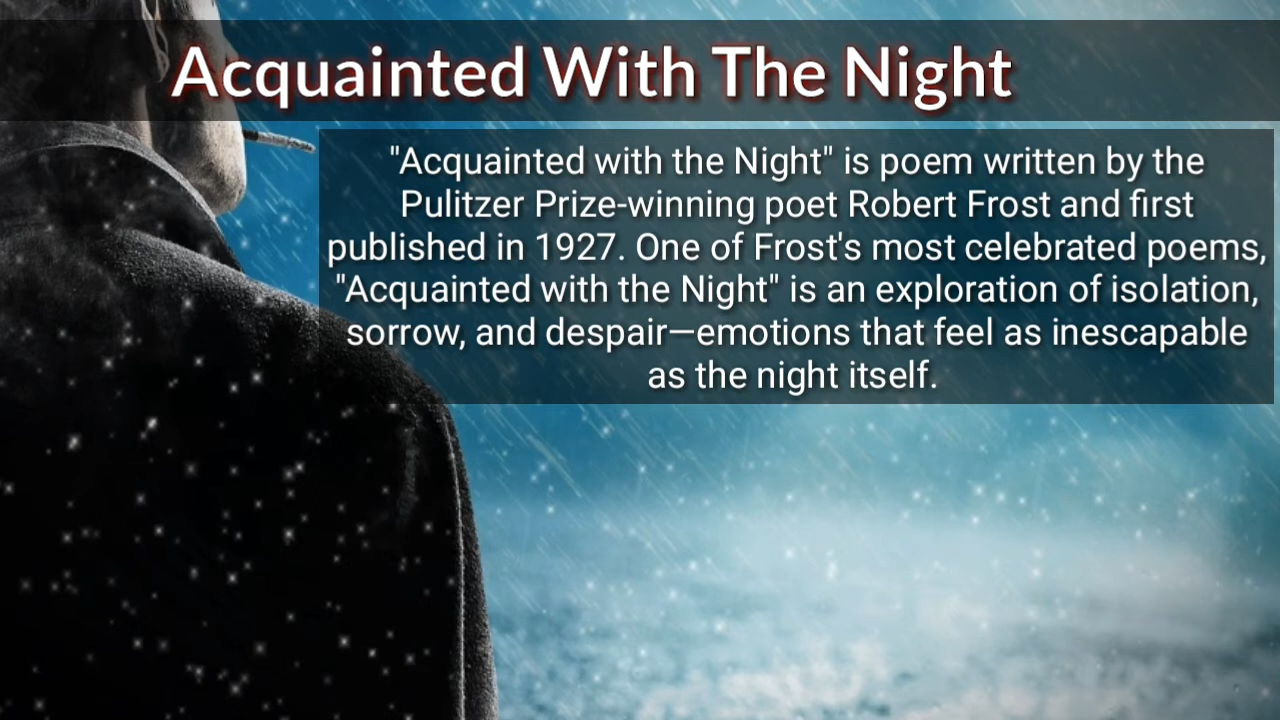 Acquainted With The Night
"Acquainted with the Night" is poem written by the
Pulitzer Prize-winning poet Robert Frost and first
published in 1927. One of Frost's most celebrated poems,
"Acquainted with the Night" is an exploration of isolation,
sorrow, and despair—emotions that feel as inescapable
as the night itself.